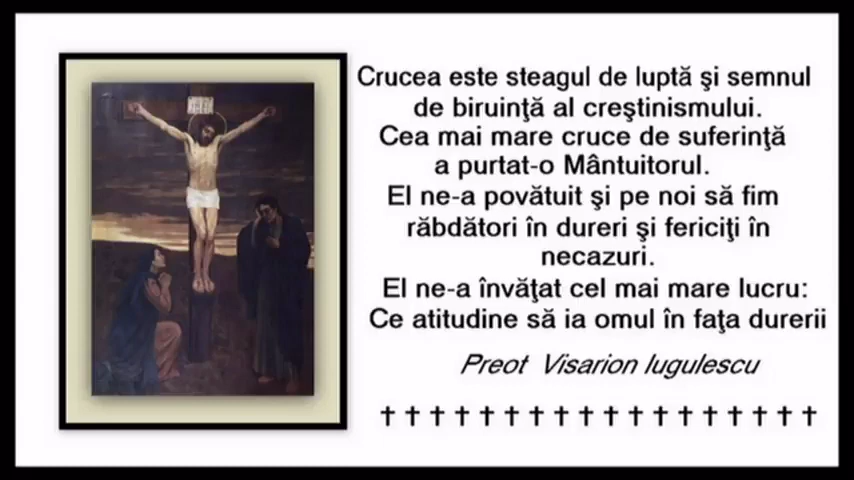 Crucea este steagul de luptă şi semnul
de biruinţă al creştinismului.
Cea mai mare cruce de suferinţă
a purtat-o Mântuitorul.
El ne-a povătuit şi pe noi să fim
răbdători în dureri şi fericiţi în
necazuri.
El ne-a învăţat cel mai mare lucru:
Ce atitudine să ia omul în faţa durerii
Preot Visarion Iugulescu